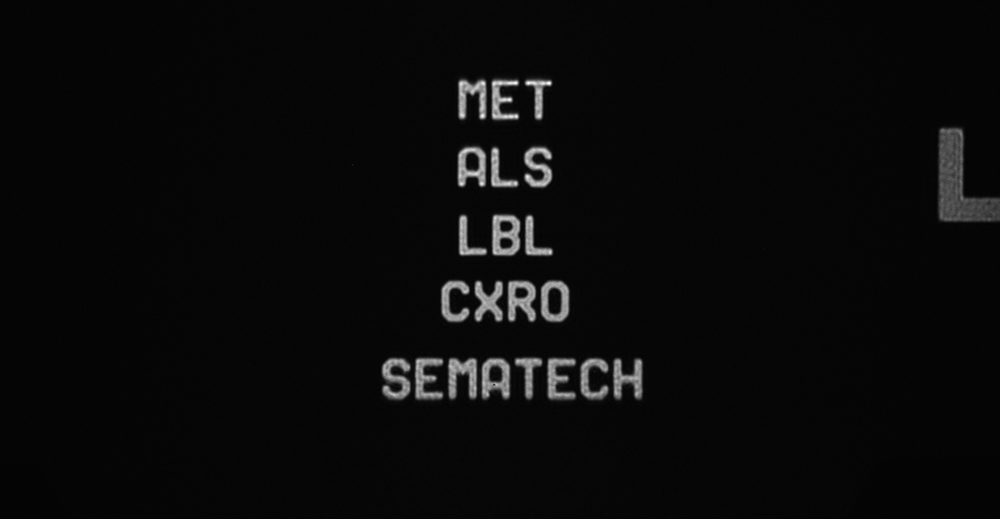 MET
ALS
LBL
CXRO
SEMATECH
L